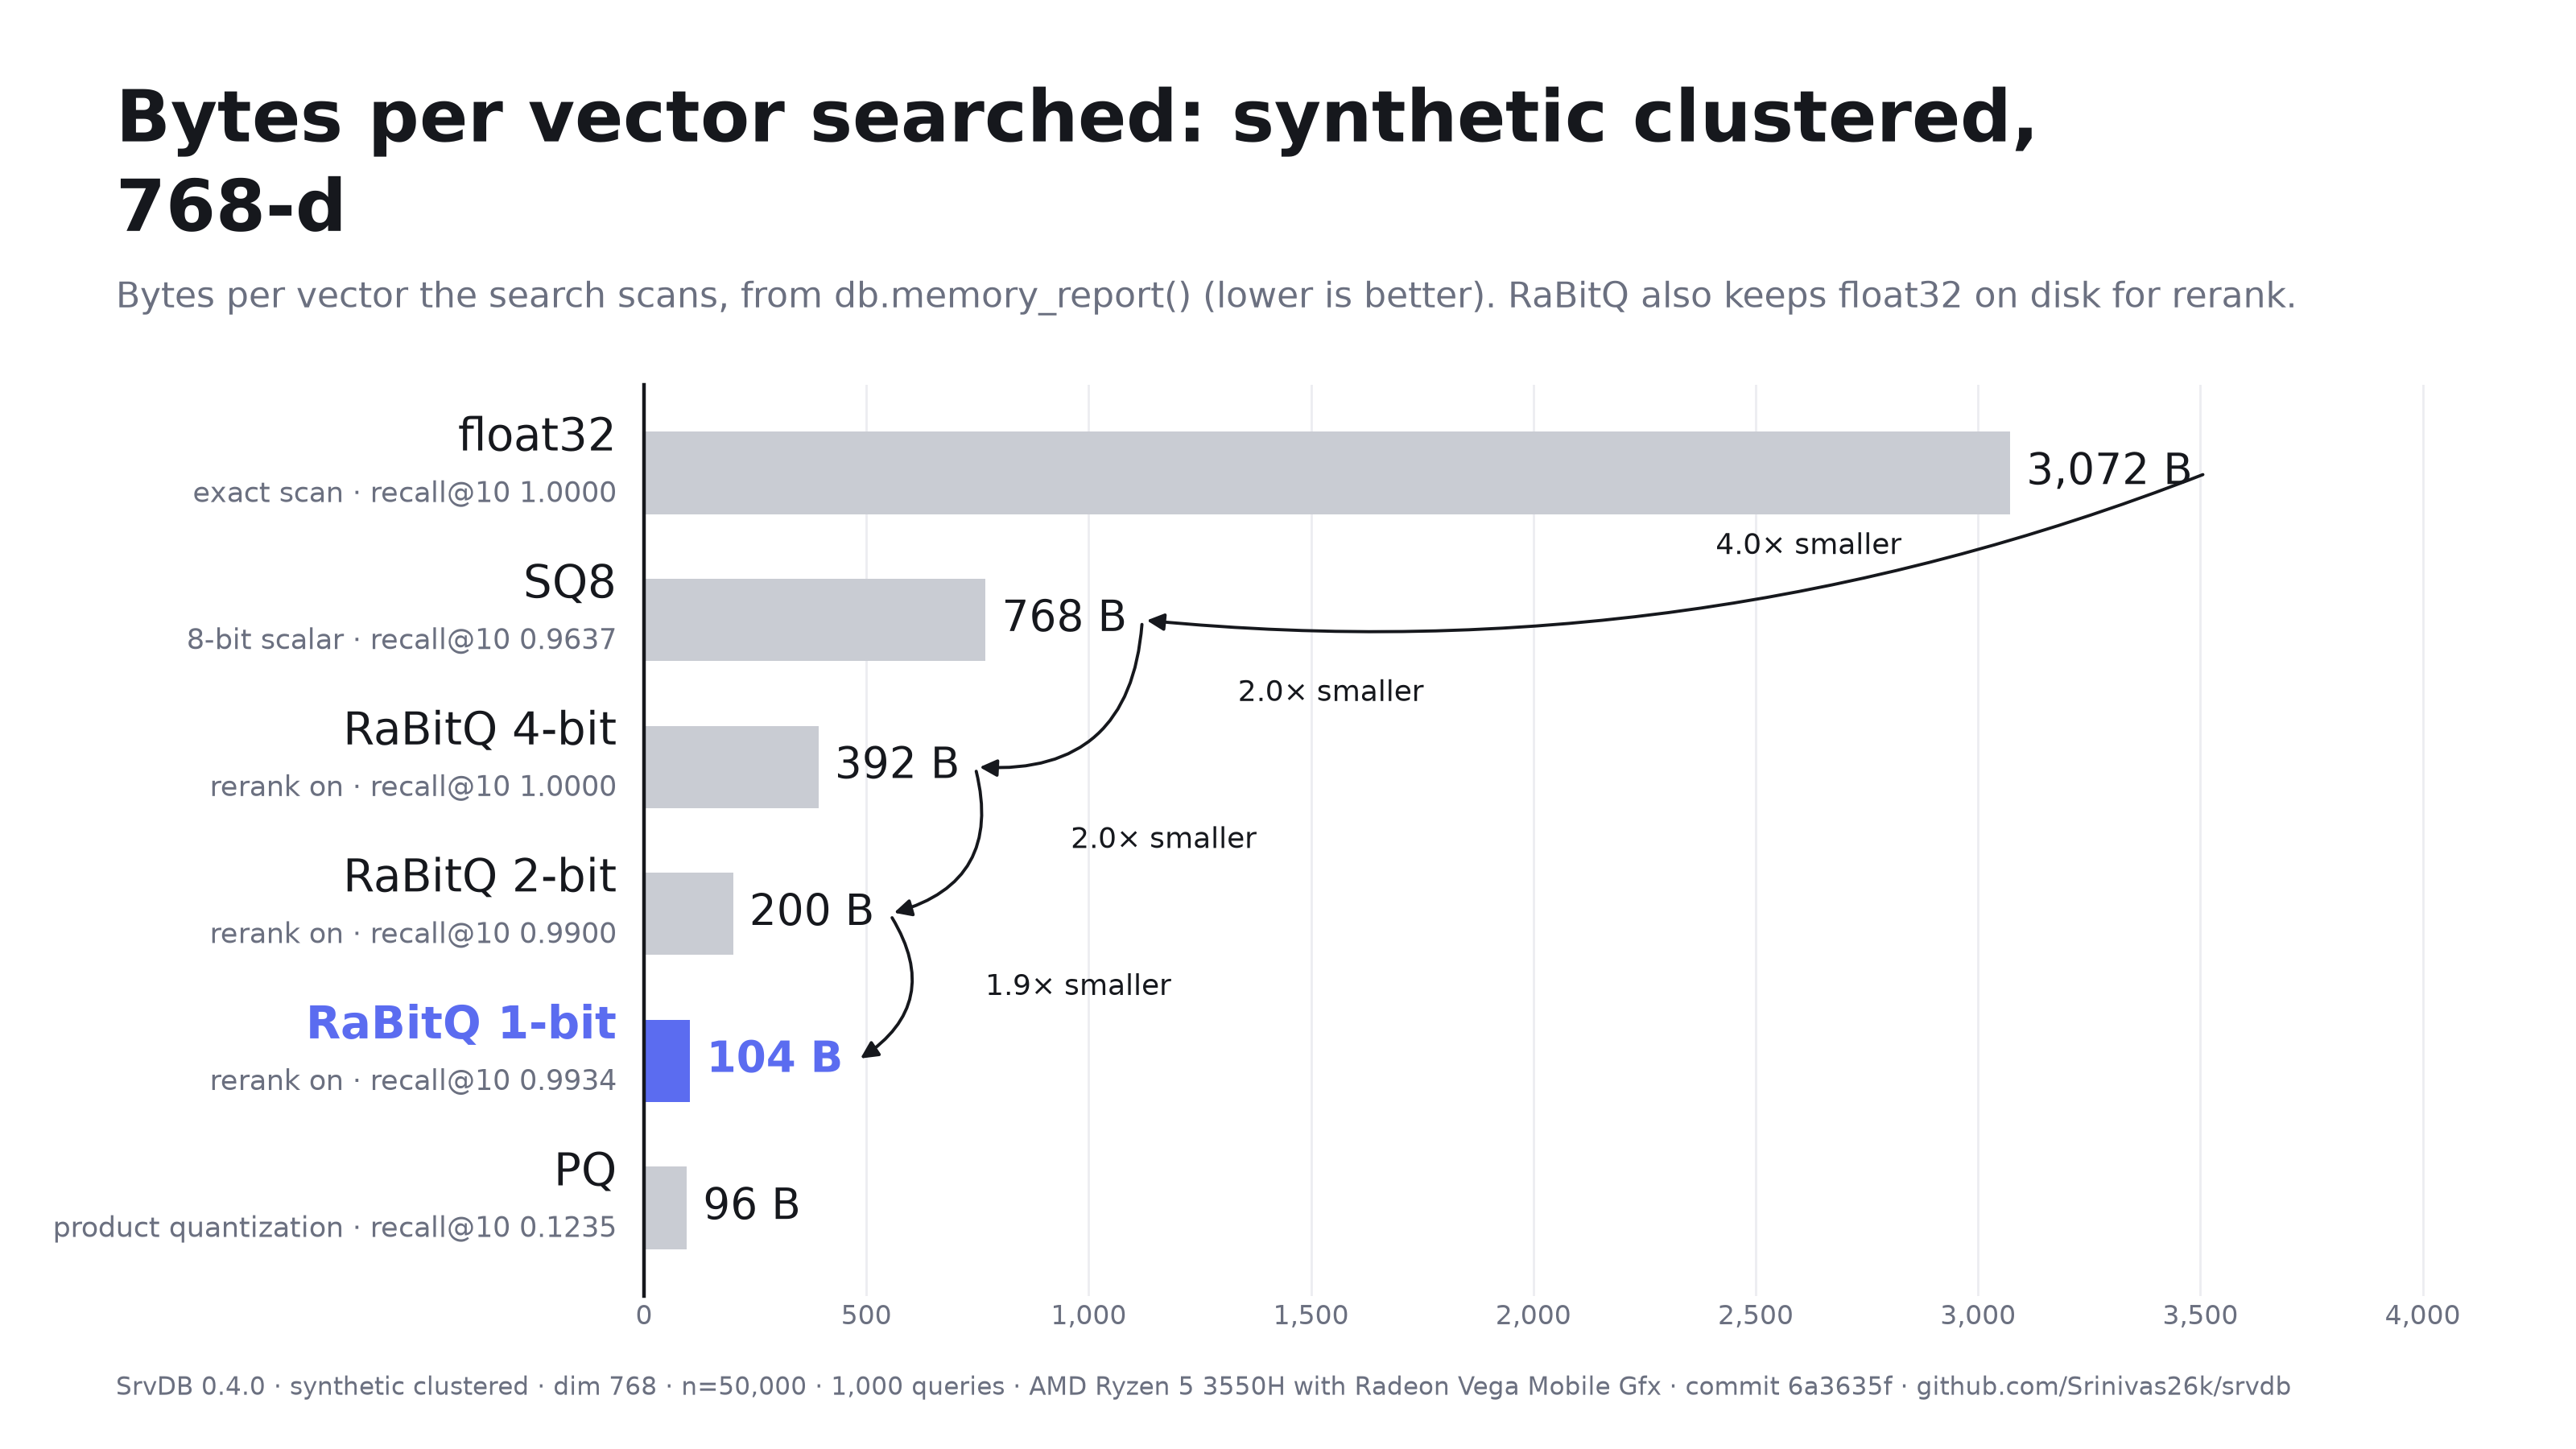 Bytes per vector searched: synthetic clustered,
768-d
Bytes per vector the search scans, from db.memory_report() (lower is better). RaBitQ also keeps float32 on disk for rerank.
float32
exact scan · recall@10 1.0000
3,072 B
4.0× smaller
SQ8
8-bit scalar · recall@10 0.9637
768 B
2.0× smaller
RaBitQ 4-bit
rerank on · recall@10 1.0000
392 B
2.0× smaller
RaBitQ 2-bit
rerank on · recall@10 0.9900
200 B
1.9× smaller
RaBitQ 1-bit
rerank on · recall@10 0.9934
104 B
PQ
product quantization · recall@10 0.1235
96 B
0 500 1,000 1,500 2,000 2,500 3,000 3,500 4,000
SrvDB 0.4.0 · synthetic clustered · dim 768 · n=50,000 · 1,000 queries · AMD Ryzen 5 3550H with Radeon Vega Mobile Gfx · commit 6a3635f · github.com/Srinivas26k/srvdb